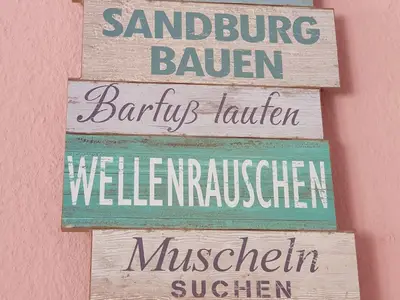 SANDBURG
BAUEN
Barfuß laufen
WELLENRAUSCHEN
Muscheln
SUCHEN